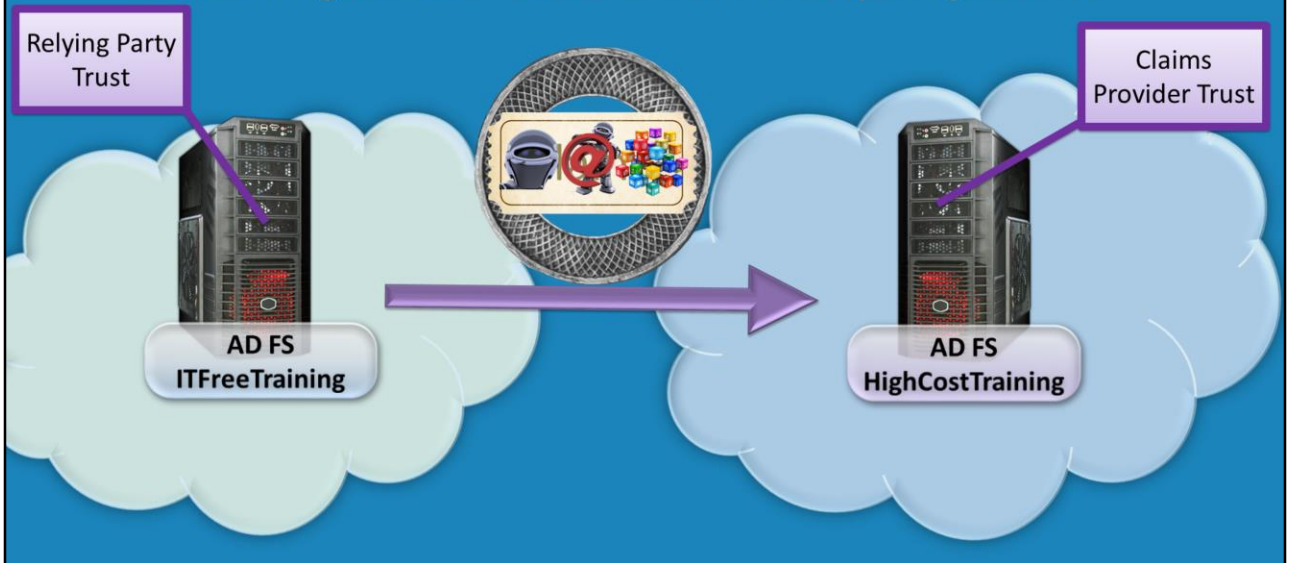 Relying Party
Trust
Claims
Provider Trust
@
AD FS
ITFreeTraining
AD FS
HighCostTraining